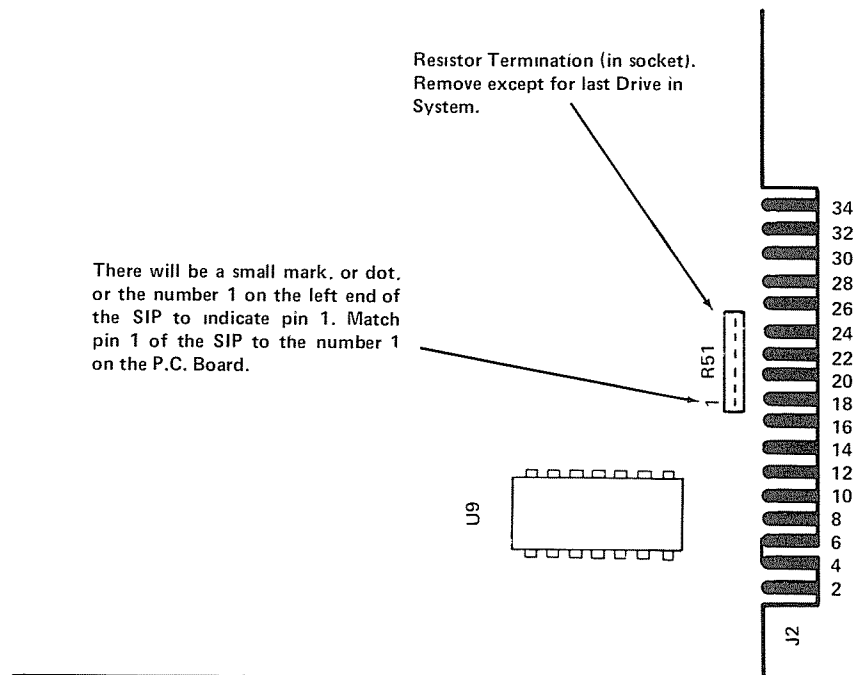 Resistor Termination (in socket).
Remove except for last Drive in
System.
There will be a small mark, or dot,
or the number 1 on the left end of
the SIP to indicate pin 1. Match
pin 1 of the SIP to the number 1
on the P.C. Board.
R51
1
U9
34
32
30
28
26
24
22
20
18
16
14
12
10
8
6
4
2
J2